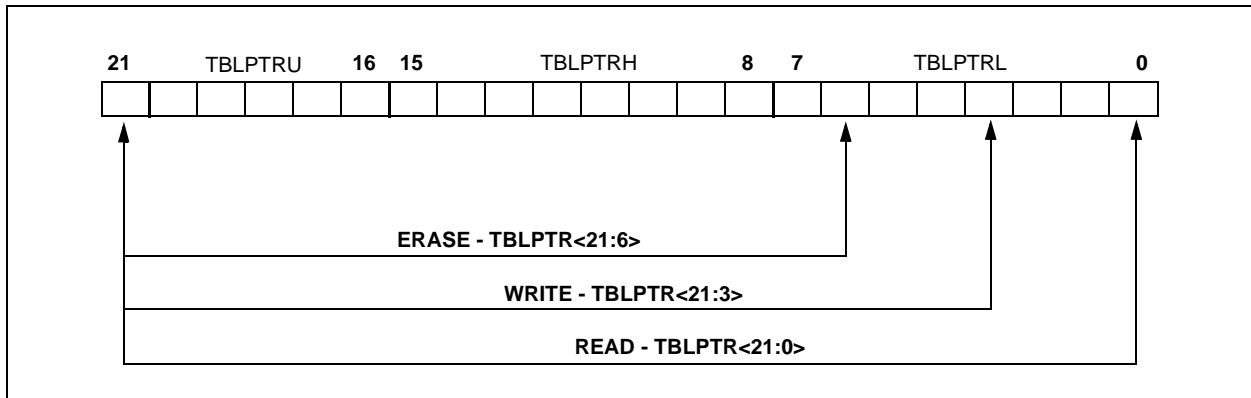 21 TBLPTRU 16 15 TBLPTRH 8 7 TBLPTRL 0
ERASE - TBLPTR<21:6>
WRITE - TBLPTR<21:3>
READ - TBLPTR<21:0>